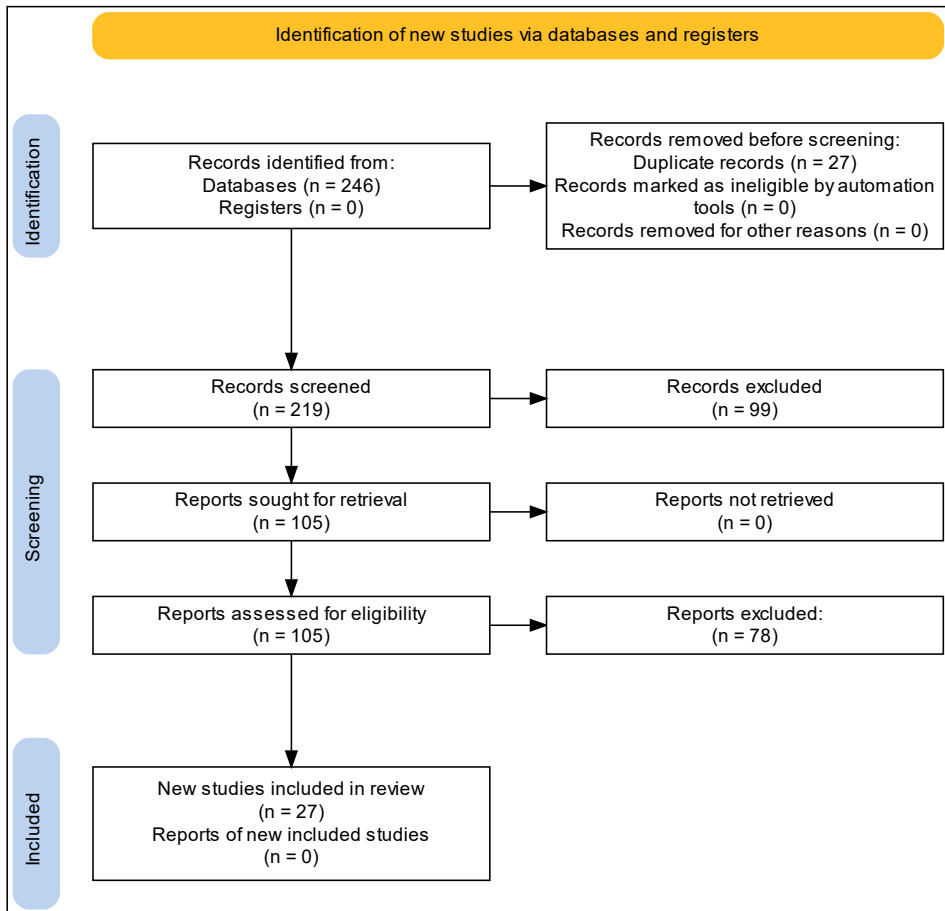 Identification of new studies via databases and registers
Identification
Records identified from:
Databases (n = 246)
Registers (n = 0)
Records removed before screening:
Duplicate records (n = 27)
Records marked as ineligible by automation
tools (n = 0)
Records removed for other reasons (n = 0)
Screening
Records screened
(n = 219)
Records excluded
(n = 99)
Reports sought for retrieval
(n = 105)
Reports not retrieved
(n = 0)
Reports assessed for eligibility
(n = 105)
Reports excluded:
(n = 78)
Included
New studies included in review
(n = 27)
Reports of new included studies
(n = 0)